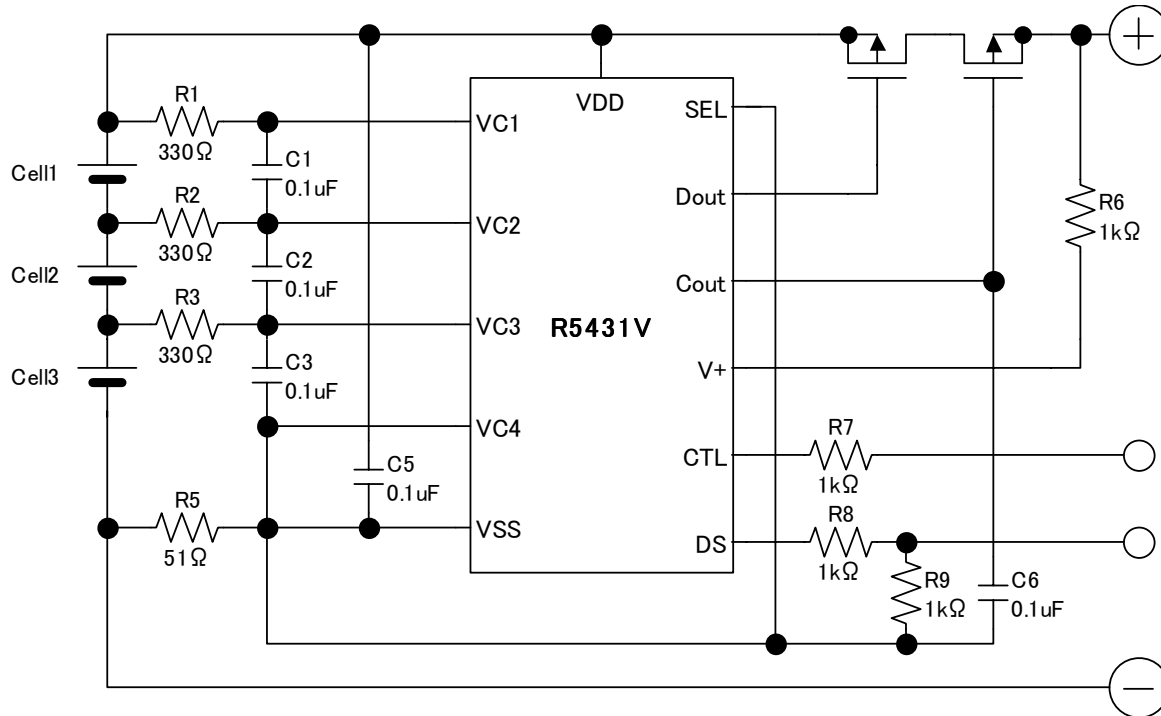 R1
330Ω
Cell1
C1
0.1uF
R2
330Ω
Cell2
C2
0.1uF
R3
330Ω
Cell3
C3
0.1uF
C5
0.1uF
R5
51Ω
VDD
VC1
VC2
VC3
VC4
VSS
R5431V
SEL
Dout
Cout
V+
CTL
DS
R6
1kΩ
R7
1kΩ
R8
1kΩ
R9
1kΩ
C6
0.1uF
+
−